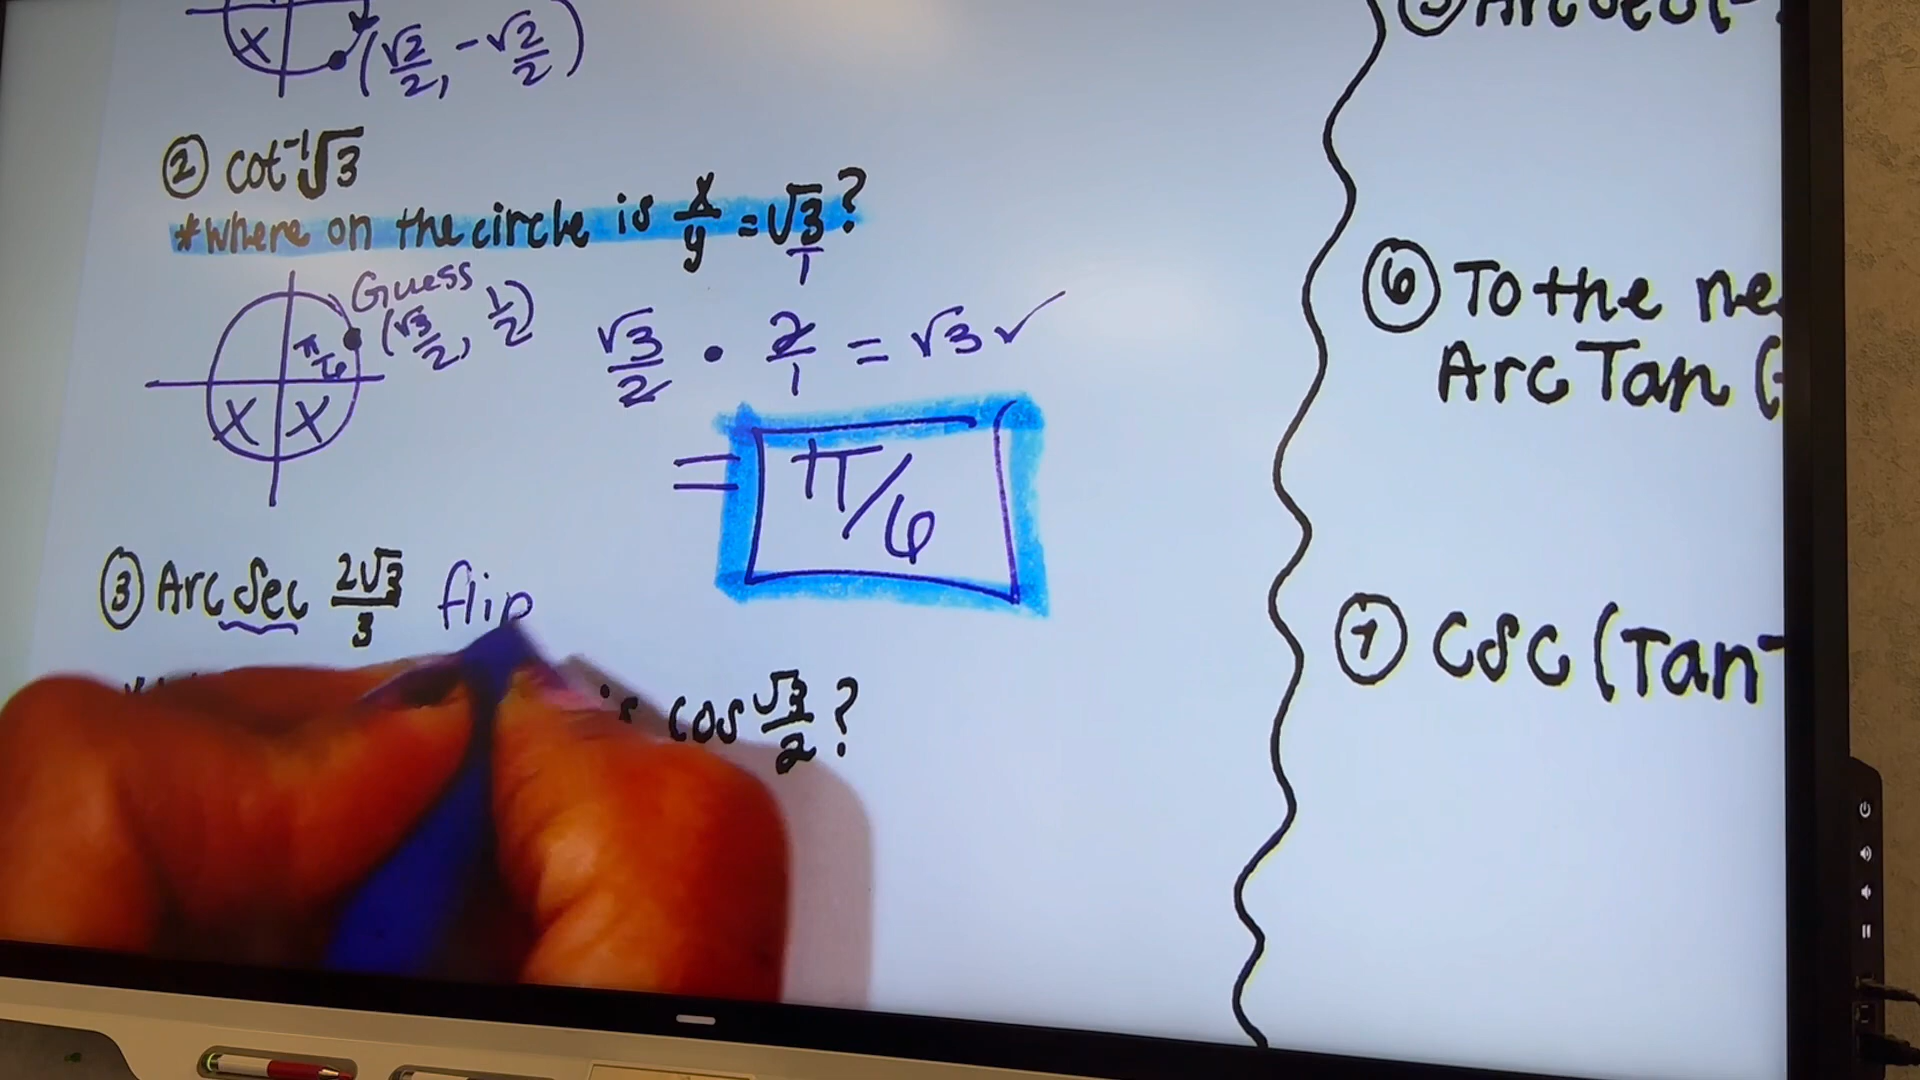 X
(√2/2, -√2/2)
② cot⁻¹√3
*Where on the circle is x/y = √3/1?
Guess
(√3/2, 1/2)
π/6
X X
√3/2 • 2/1 = √3 ✓
= π/6
③ Arc Sec 2√3/3 flip
is cos √3/2?
⑥ To the
Arc Tan (
⑦ CSC (Tan⁻